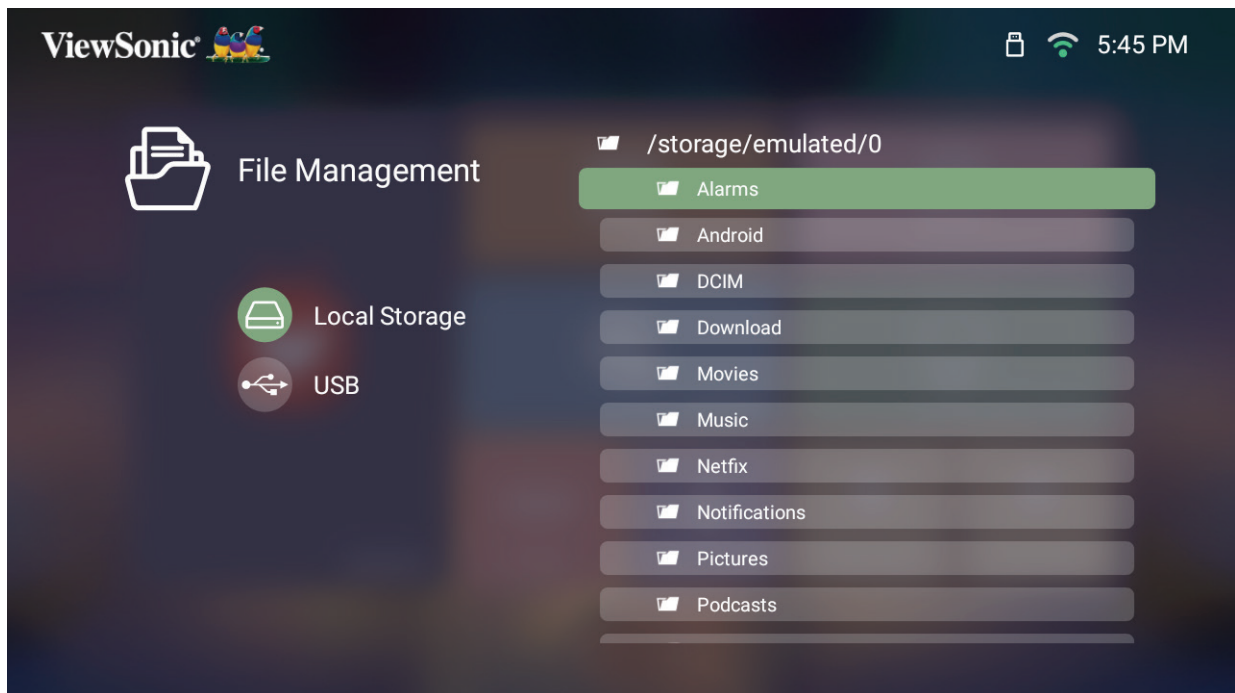 ViewSonic®
5:45 PM
File Management
Local Storage
USB
/storage/emulated/0
Alarms
Android
DCIM
Download
Movies
Music
Netfix
Notifications
Pictures
Podcasts